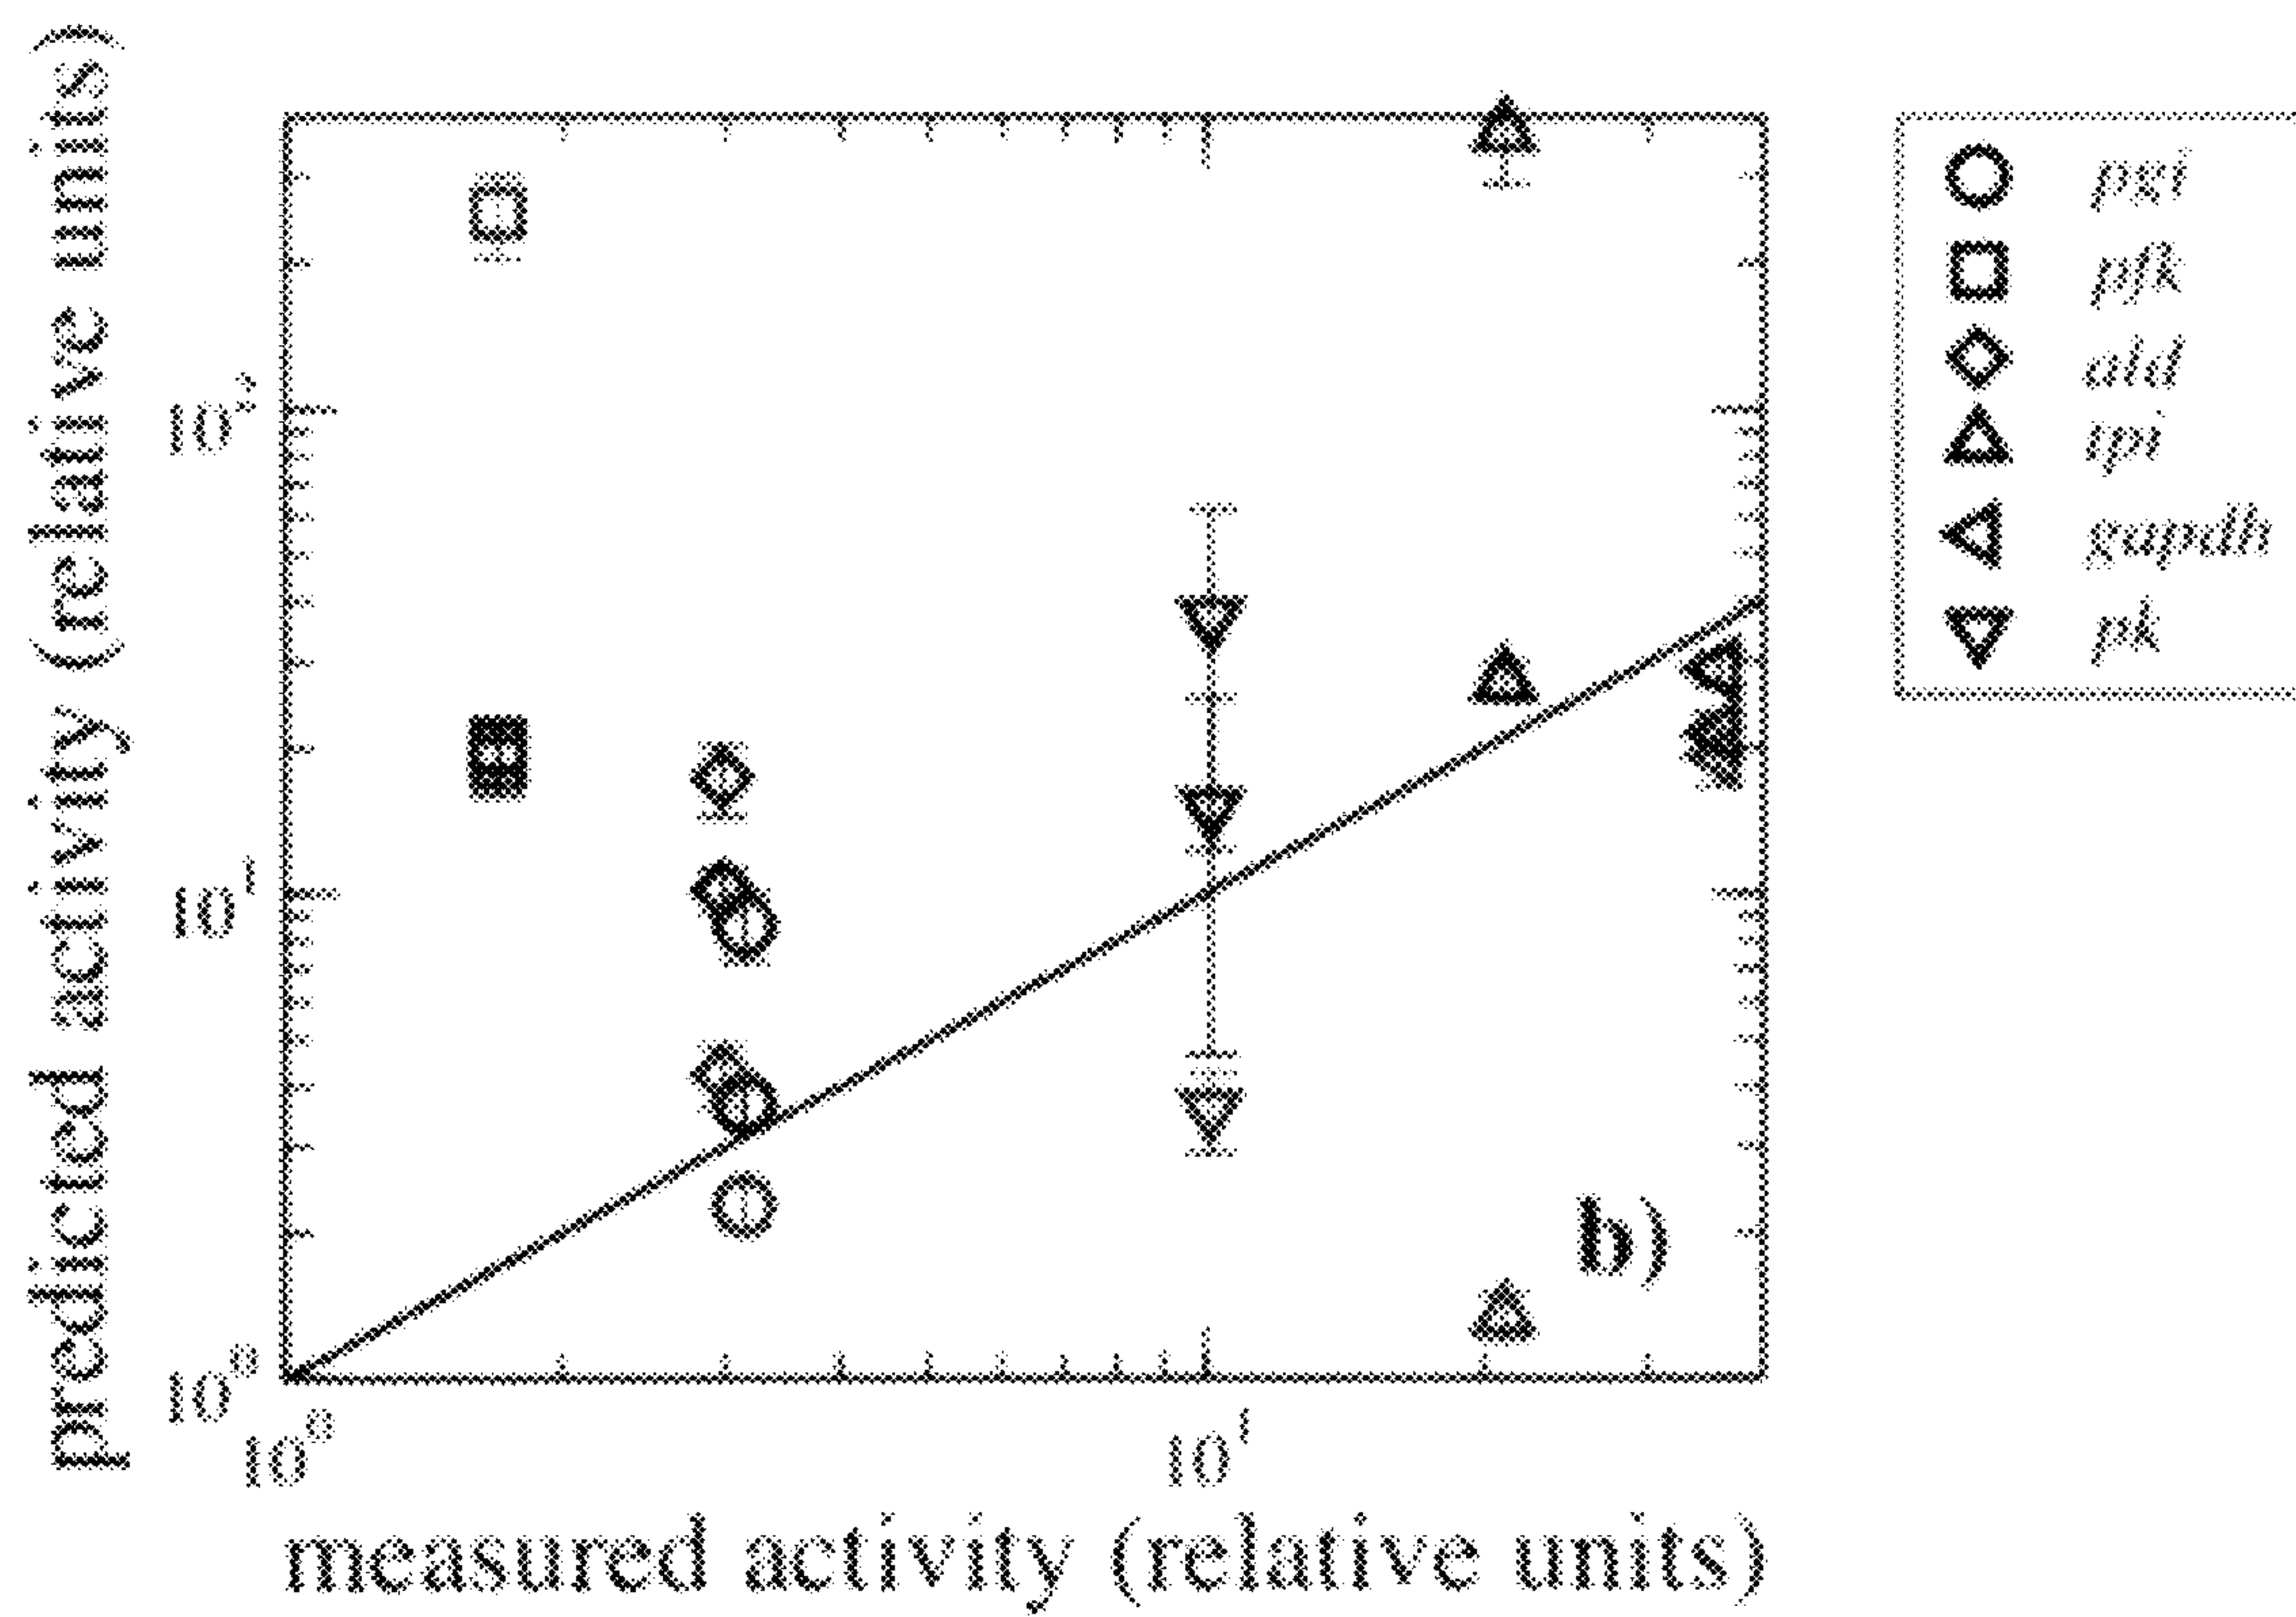 predicted activity (relative units)
10²
10¹
10⁰
10⁰
10¹
measured activity (relative units)
b)
pgi
pfk
ald
tpi
gapdh
pk